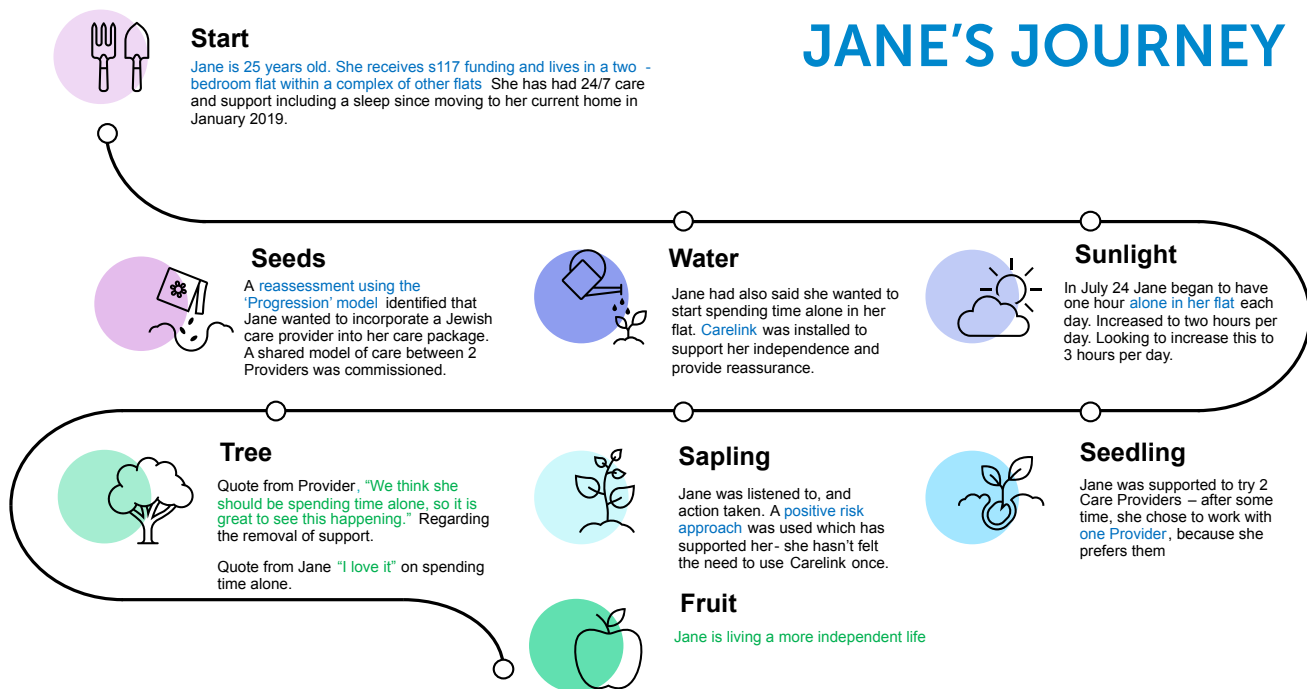 JANE'S JOURNEY
Start
Jane is 25 years old. She receives s117 funding and lives in a two -
bedroom flat within a complex of other flats She has had 24/7 care
and support including a sleep since moving to her current home in
January 2019.
Seeds
A reassessment using the
‘Progression’ model identified that
Jane wanted to incorporate a Jewish
care provider into her care package.
A shared model of care between 2
Providers was commissioned.
Water
Jane had also said she wanted to
start spending time alone in her
flat. Carelink was installed to
support her independence and
provide reassurance.
Sunlight
In July 24 Jane began to have
one hour alone in her flat each
day. Increased to two hours per
day. Looking to increase this to
3 hours per day.
Seedling
Jane was supported to try 2
Care Providers – after some
time, she chose to work with
one Provider, because she
prefers them
Sapling
Jane was listened to, and
action taken. A positive risk
approach was used which has
supported her- she hasn’t felt
the need to use Carelink once.
Tree
Quote from Provider, “We think she
should be spending time alone, so it is
great to see this happening.” Regarding
the removal of support.
Quote from Jane “I love it” on spending
time alone.
Fruit
Jane is living a more independent life